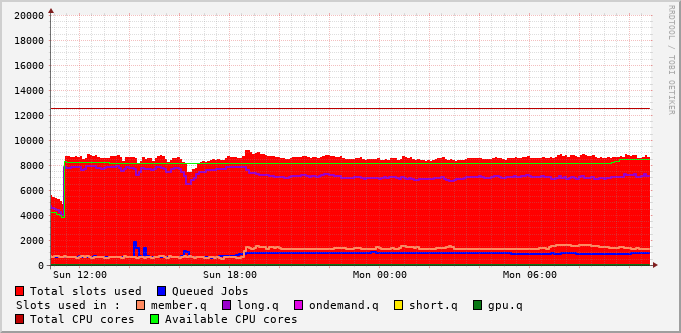 RRDTOOL / TOBI OETIKER
20000
18000
16000
14000
12000
10000
8000
6000
4000
2000
0
Sun 12:00 Sun 18:00 Mon 00:00 Mon 06:00
Total slots used Queued Jobs
Slots used in : member.q long.q ondemand.q short.q gpu.q
Total CPU cores Available CPU cores